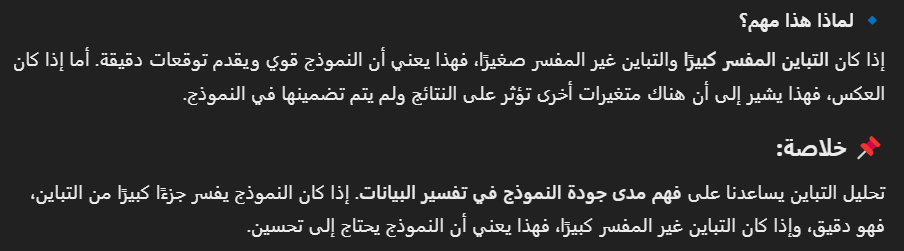 🔹 لماذا هذا مهم؟
إذا كان التباين المفسر كبيرًا والتباين غير المفسر صغيرًا، فهذا يعني أن النموذج قوي ويقدم توقعات دقيقة. أما إذا كان
العكس، فهذا يشير إلى أن هناك متغيرات أخرى تؤثر على النتائج ولم يتم تضمينها في النموذج.
📌 خلاصة:
تحليل التباين يساعدنا على فهم مدى جودة النموذج في تفسير البيانات. إذا كان النموذج يفسر جزءًا كبيرًا من التباين،
فهو دقيق، وإذا كان التباين غير المفسر كبيرًا، فهذا يعني أن النموذج يحتاج إلى تحسين.